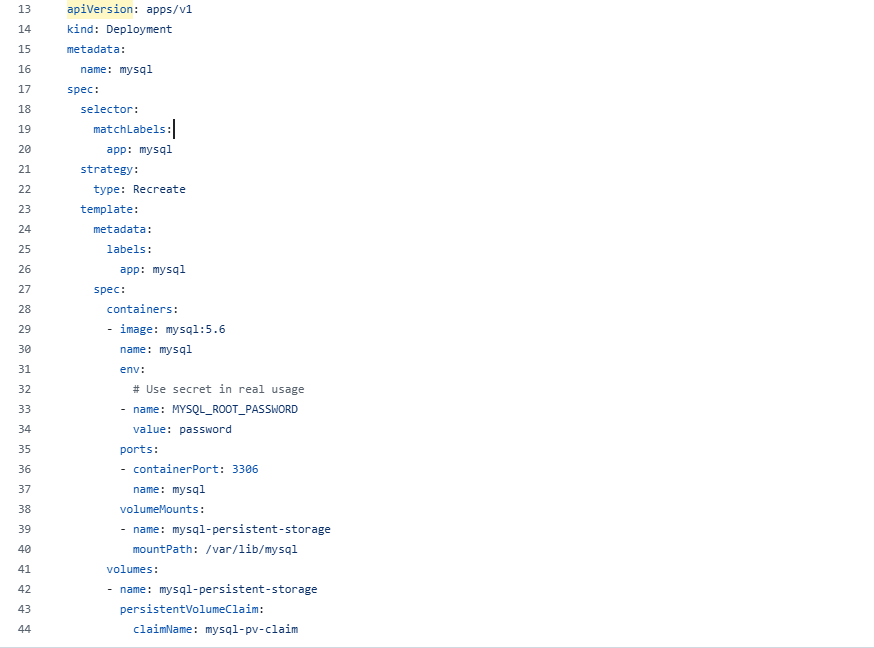 13 apiVersion: apps/v1
14 kind: Deployment
15 metadata:
16   name: mysql
17 spec:
18   selector:
19     matchLabels:
20       app: mysql
21   strategy:
22     type: Recreate
23   template:
24     metadata:
25       labels:
26         app: mysql
27     spec:
28       containers:
29       - image: mysql:5.6
30         name: mysql
31         env:
32           # Use secret in real usage
33         - name: MYSQL_ROOT_PASSWORD
34           value: password
35         ports:
36         - containerPort: 3306
37           name: mysql
38         volumeMounts:
39         - name: mysql-persistent-storage
40           mountPath: /var/lib/mysql
41       volumes:
42       - name: mysql-persistent-storage
43         persistentVolumeClaim:
44           claimName: mysql-pv-claim